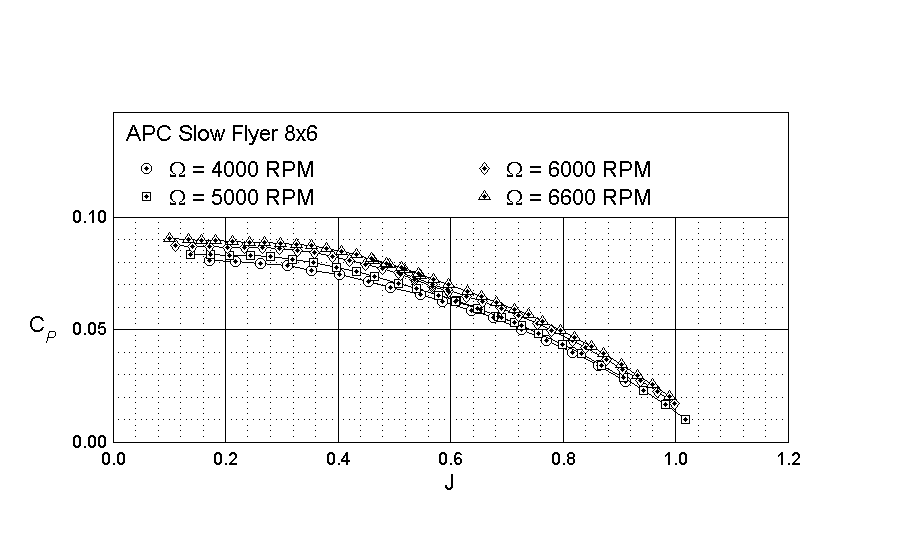 APC Slow Flyer 8x6
Ω = 4000 RPM
Ω = 6000 RPM
Ω = 5000 RPM
Ω = 6600 RPM
0.10
C_P
0.05
0.00
0.0 0.2 0.4 0.6 0.8 1.0 1.2
J